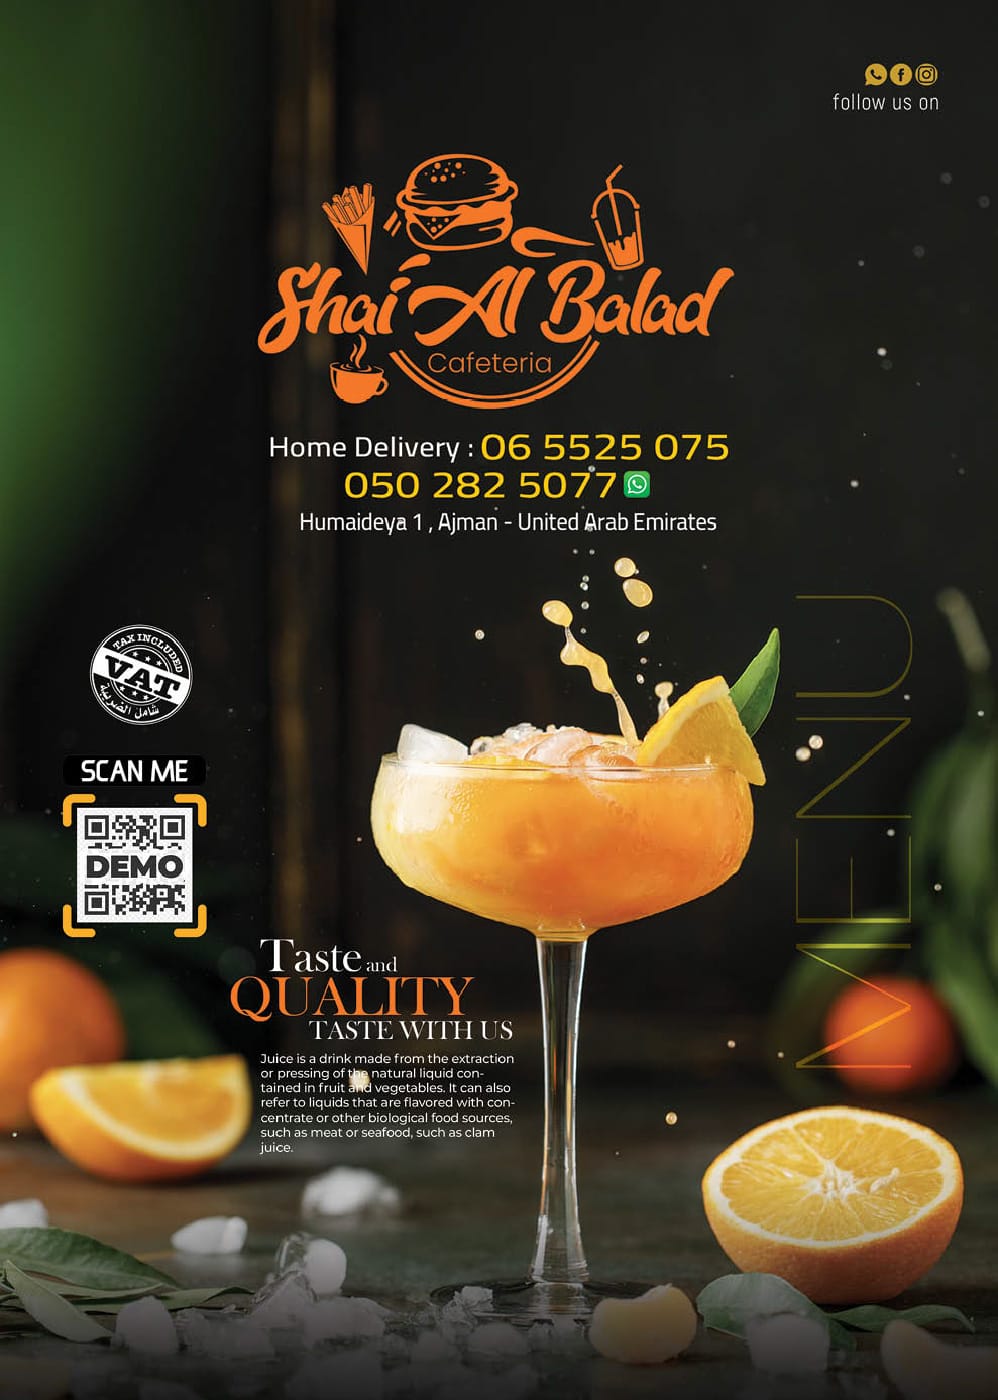 follow us on
Shai Al Balad
Cafeteria
Home Delivery : 06 5525 075
050 282 5077
Humaideya 1 , Ajman - United Arab Emirates
TAX INCLUDED
VAT
شامل الضريبة
SCAN ME
DEMO
MENU
Taste and
QUALITY
TASTE WITH US
Juice is a drink made from the extraction
or pressing of the natural liquid con-
tained in fruit and vegetables. It can also
refer to liquids that are flavored with con-
centrate or other biological food sources,
such as meat or seafood, such as clam
juice.